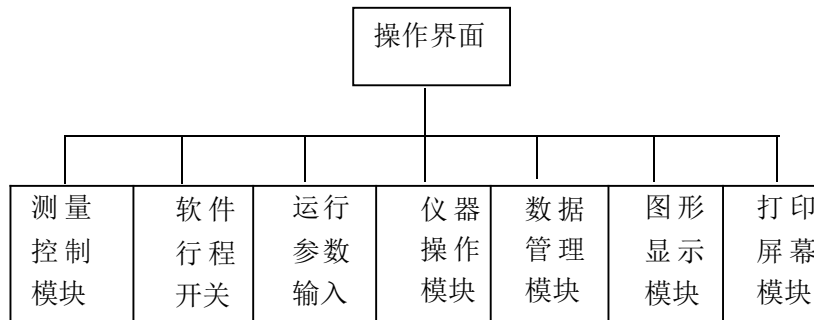 操作界面
测量
控制
模块
软件
行程
开关
运行
参数
输入
仪器
操作
模块
数据
管理
模块
图形
显示
模块
打印
屏幕
模块